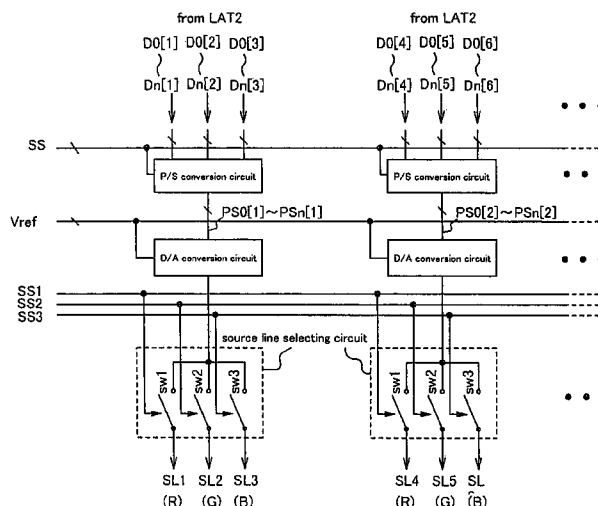 from LAT2 from LAT2
D0[1] D0[2] D0[3] D0[4] D0[5] D0[6]
Dn[1] Dn[2] Dn[3] Dn[4] Dn[5] Dn[6]
SS
P/S conversion circuit P/S conversion circuit
Vref PS0[1]~PSn[1] PS0[2]~PSn[2]
D/A conversion circuit D/A conversion circuit
SS1
SS2
SS3
source line selecting circuit
sw1 sw2 sw3 sw1 sw2 sw3
SL1 SL2 SL3 SL4 SL5 SL
(R) (G) (B) (R) (G) (B)